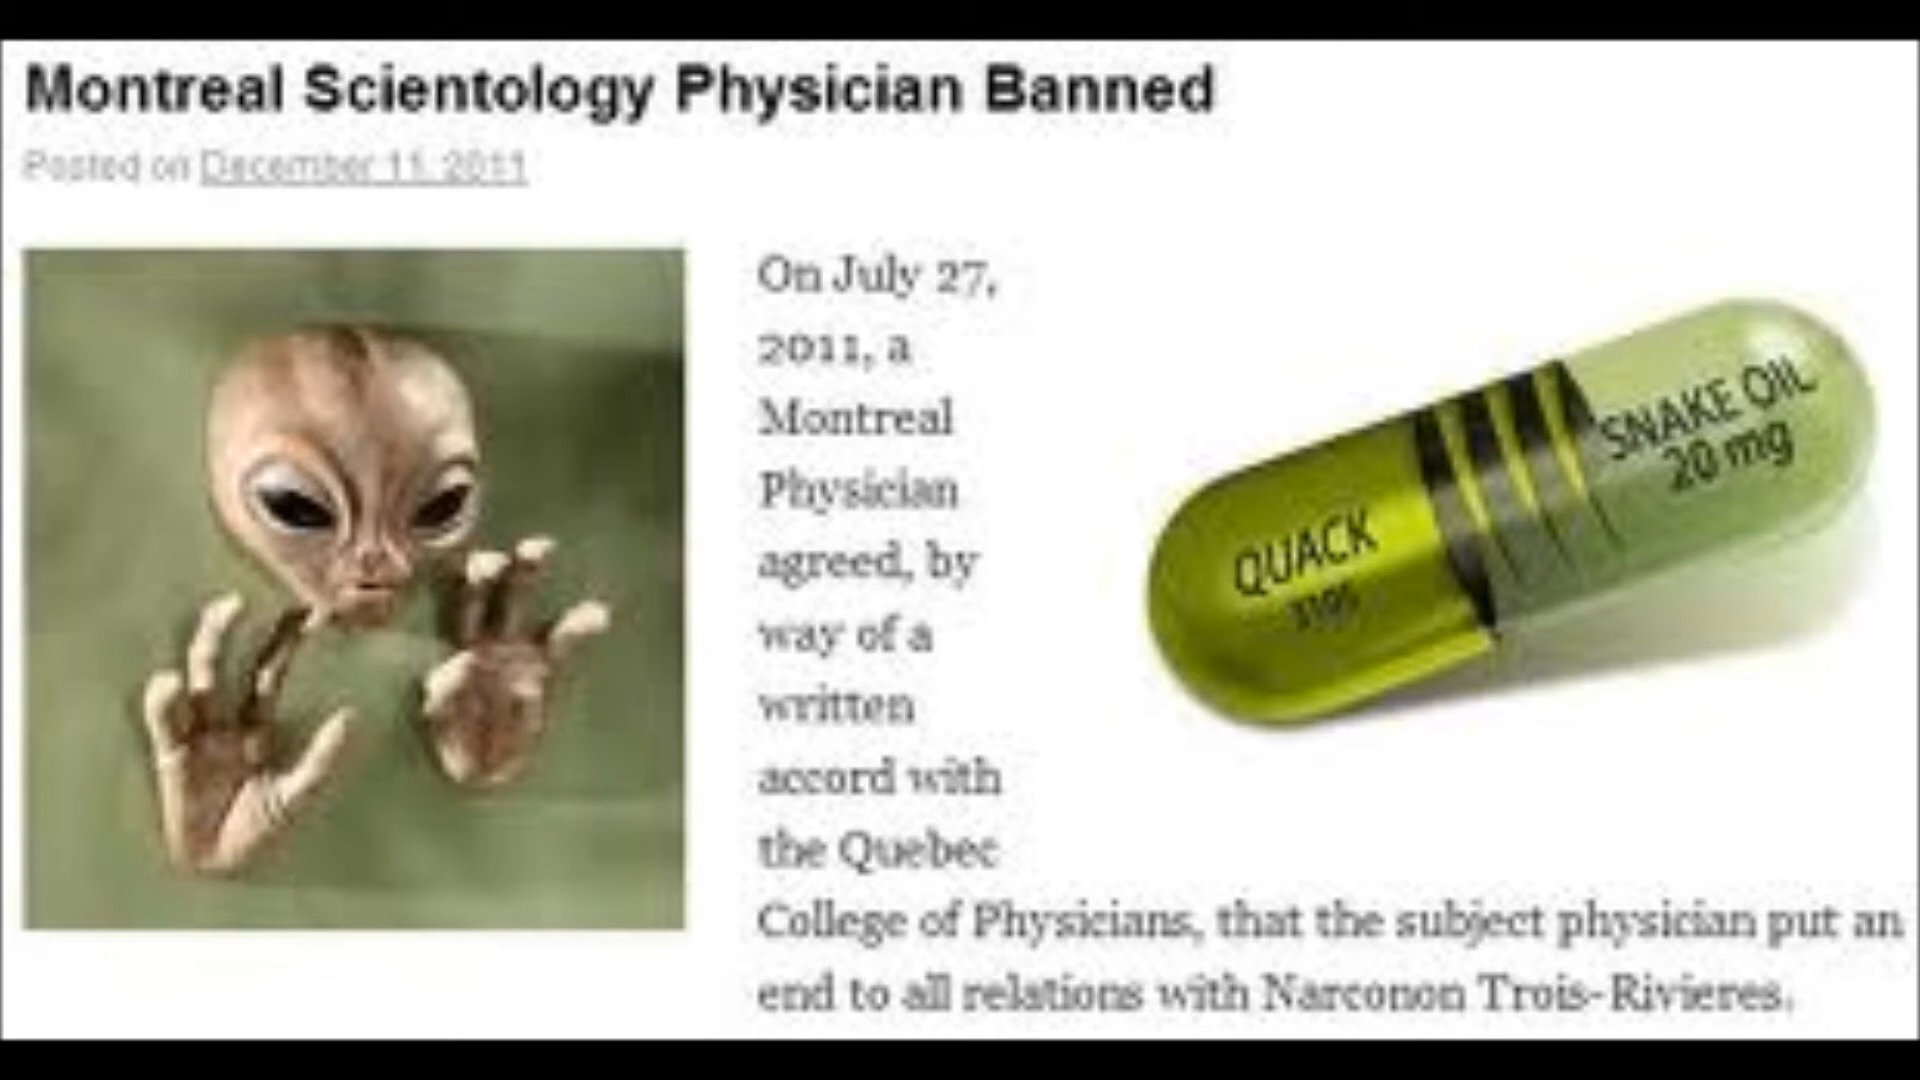 Montreal Scientology Physician Banned
Posted on December 11, 2011
On July 27,
2011, a
Montreal
Physician
agreed, by
way of a
written
accord with
the Quebec
College of Physicians, that the subject physician put an
end to all relations with Narconon Trois-Rivieres.
QUACK
SNAKE OIL
20 mg